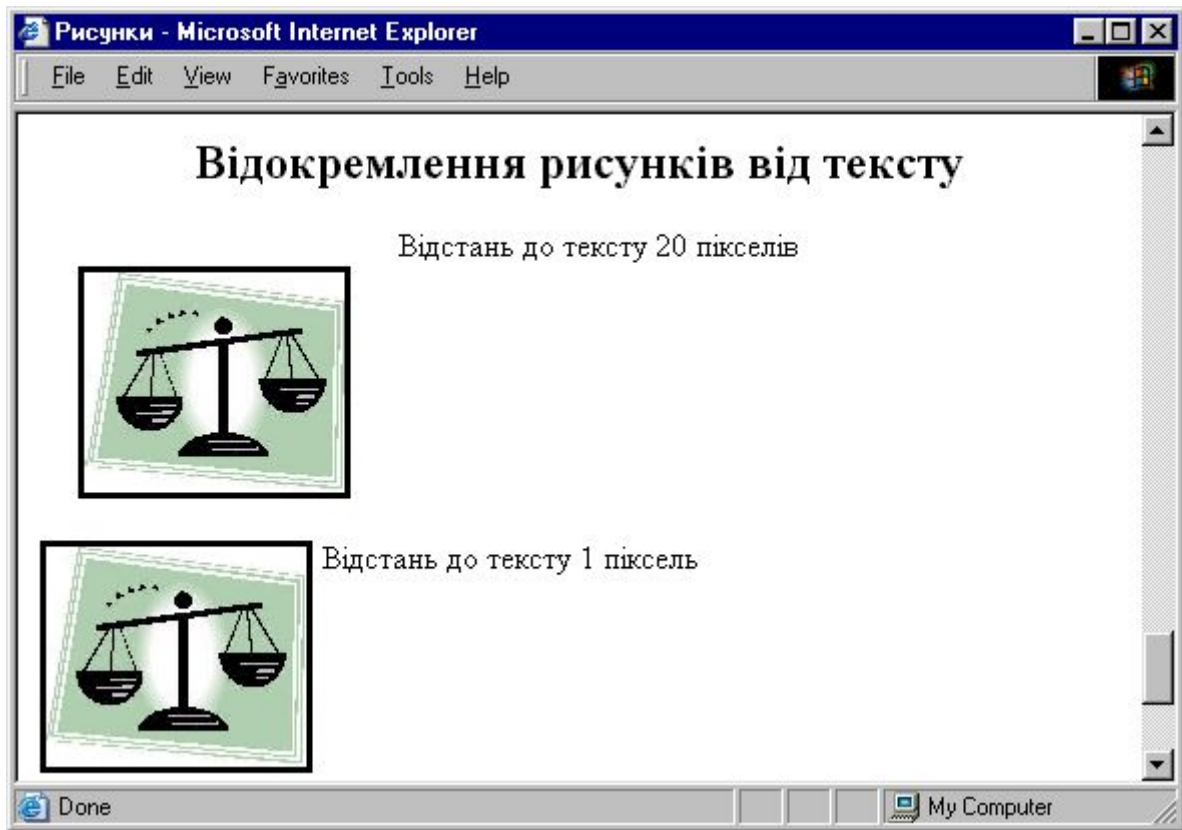 Рисунки - Microsoft Internet Explorer
File Edit View Favorites Tools Help
Відокремлення рисунків від тексту
Відстань до тексту 20 пікселів
Відстань до тексту 1 піксель
Done
My Computer